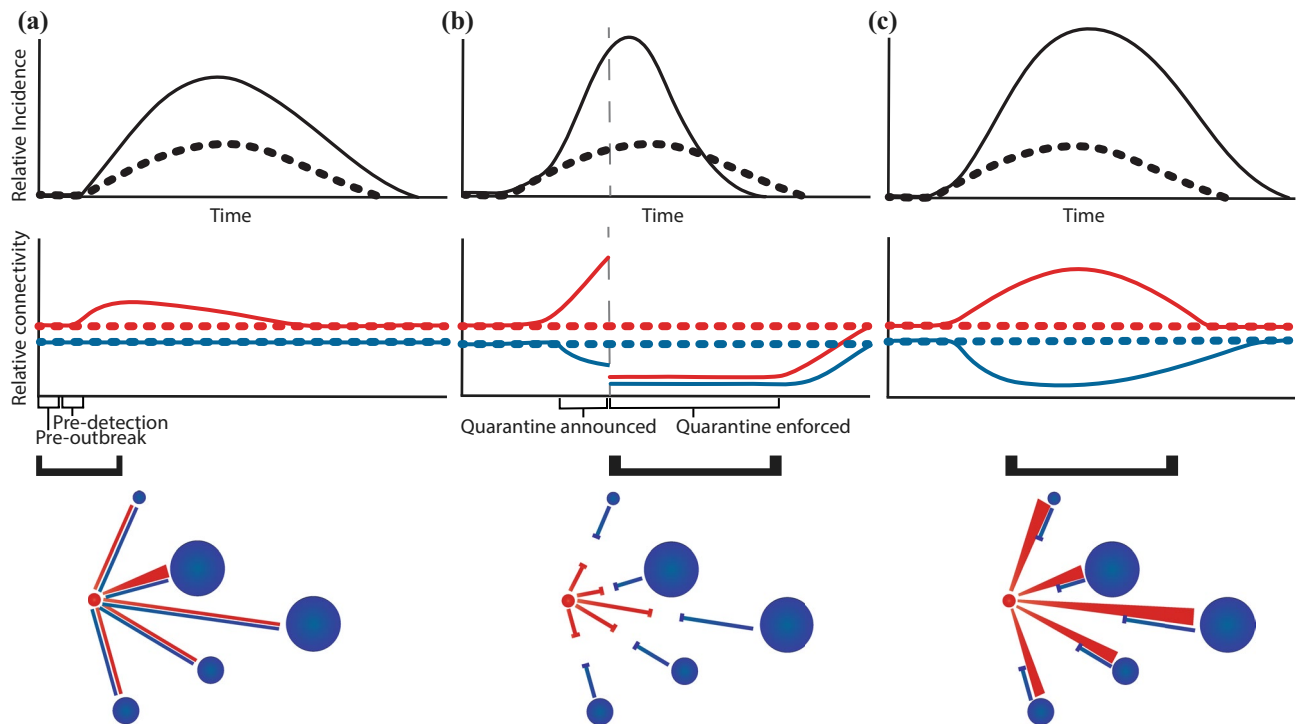 (a)
(b)
(c)
Relative Incidence
Time
Time
Time
Relative connectivity
Pre-detection
Pre-outbreak
Quarantine announced
Quarantine enforced